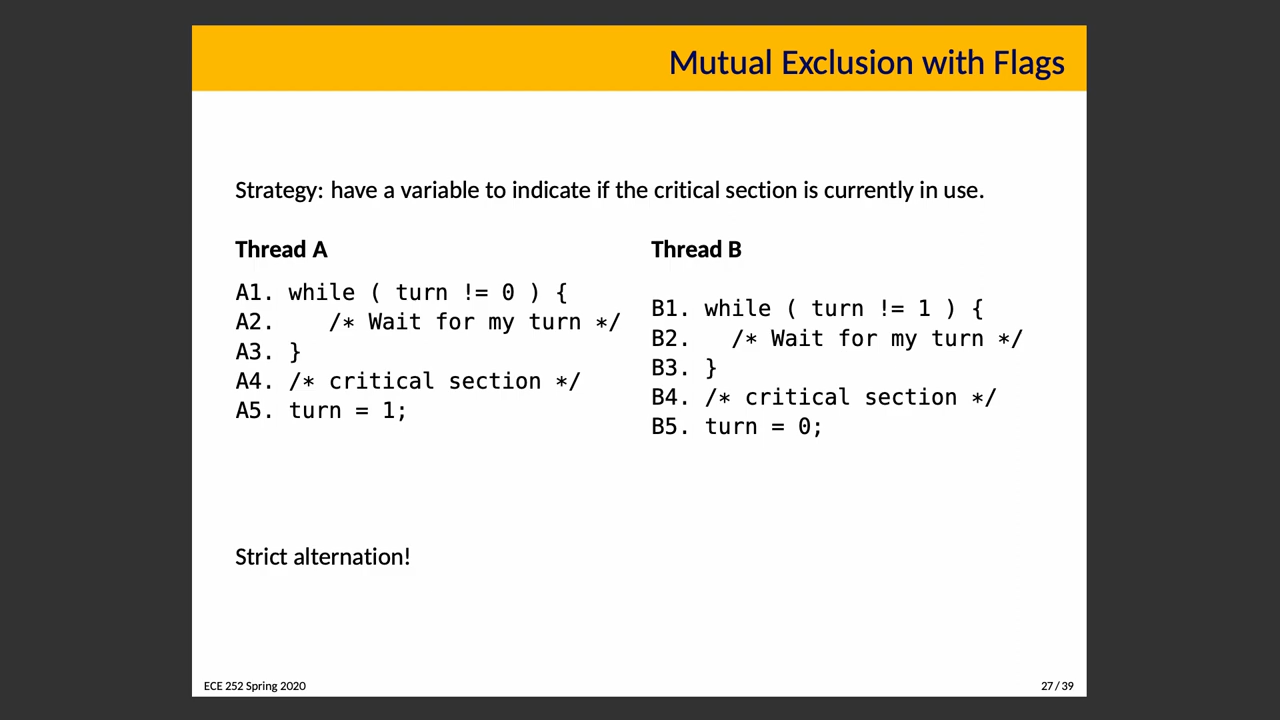 Mutual Exclusion with Flags
Strategy: have a variable to indicate if the critical section is currently in use.
Thread A
A1. while ( turn != 0 ) {
A2.    /* Wait for my turn */
A3. }
A4. /* critical section */
A5. turn = 1;
Thread B
B1. while ( turn != 1 ) {
B2.   /* Wait for my turn */
B3. }
B4. /* critical section */
B5. turn = 0;
Strict alternation!
ECE 252 Spring 2020
27 / 39